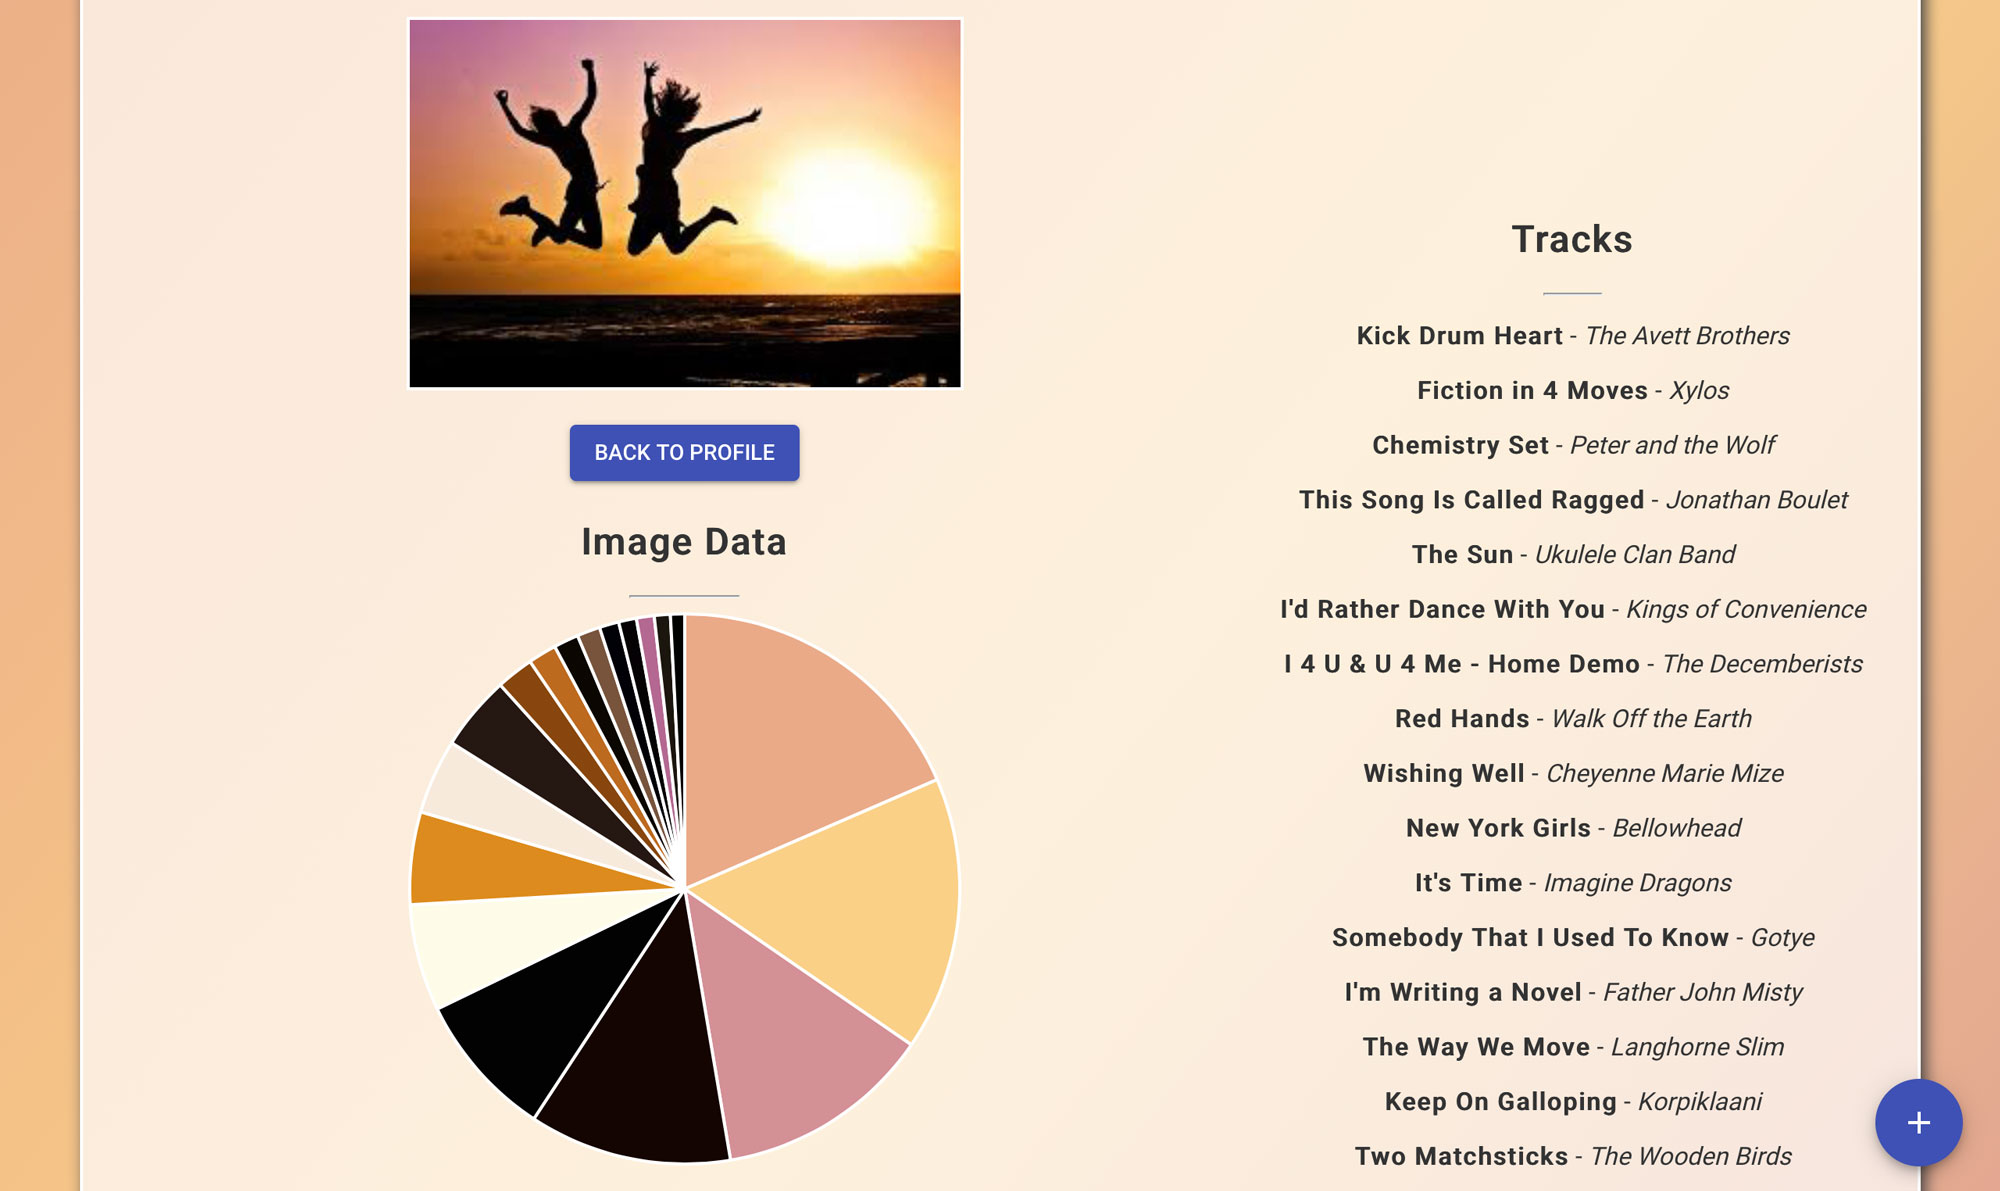 BACK TO PROFILE
Image Data
Tracks
Kick Drum Heart - The Avett Brothers
Fiction in 4 Moves - Xylos
Chemistry Set - Peter and the Wolf
This Song Is Called Ragged - Jonathan Boulet
The Sun - Ukulele Clan Band
I'd Rather Dance With You - Kings of Convenience
I 4 U & U 4 Me - Home Demo - The Decemberists
Red Hands - Walk Off the Earth
Wishing Well - Cheyenne Marie Mize
New York Girls - Bellowhead
It's Time - Imagine Dragons
Somebody That I Used To Know - Gotye
I'm Writing a Novel - Father John Misty
The Way We Move - Langhorne Slim
Keep On Galloping - Korpiklaani
Two Matchsticks - The Wooden Birds
+